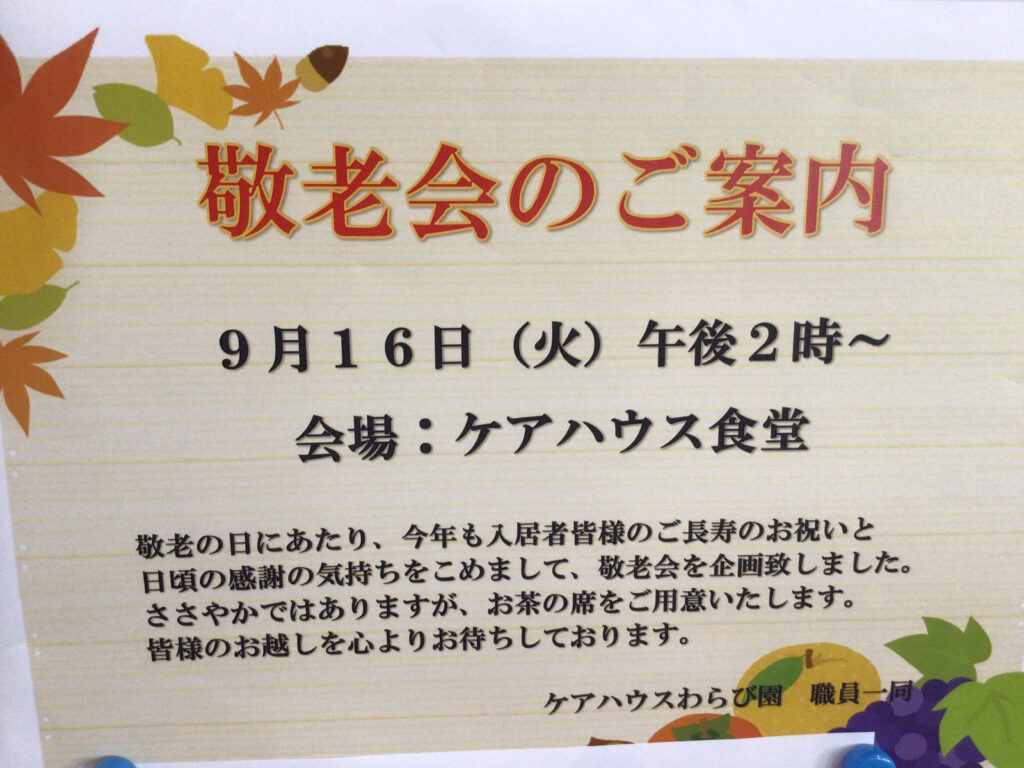 敬老会のご案内
９月１６日（火）午後２時～
会場：ケアハウス食堂
敬老の日にあたり、今年も入居者皆様のご長寿のお祝いと
日頃の感謝の気持ちをこめまして、敬老会を企画致しました。
ささやかではありますが、お茶の席をご用意いたします。
皆様のお越しを心よりお待ちしております。
ケアハウスわらび園　職員一同